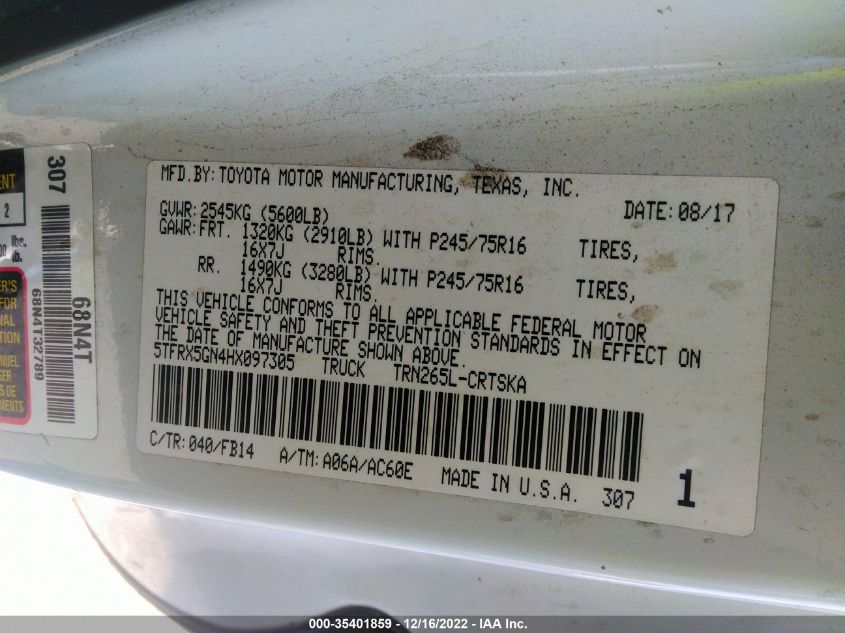 MFD.BY:TOYOTA MOTOR MANUFACTURING, TEXAS, INC.
GVWR:2545KG (5600LB) DATE:08/17
GAWR:FRT. 1320KG (2910LB) WITH P245/75R16 TIRES,
16X7J RIMS.
RR. 1490KG (3280LB) WITH P245/75R16 TIRES,
16X7J RIMS.
THIS VEHICLE CONFORMS TO ALL APPLICABLE FEDERAL MOTOR
VEHICLE SAFETY AND THEFT PREVENTION STANDARDS IN EFFECT ON
THE DATE OF MANUFACTURE SHOWN ABOVE.
5TFRX5GN4HX097305 TRUCK TRN265L-CRTSKA
C/TR:040/FB14 A/TM:A06A/AC60E MADE IN U.S.A. 307 1
307
68N4T
68N4T32789
2
lbs.
lb.
FOR
000-35401859 - 12/16/2022 - IAA Inc.